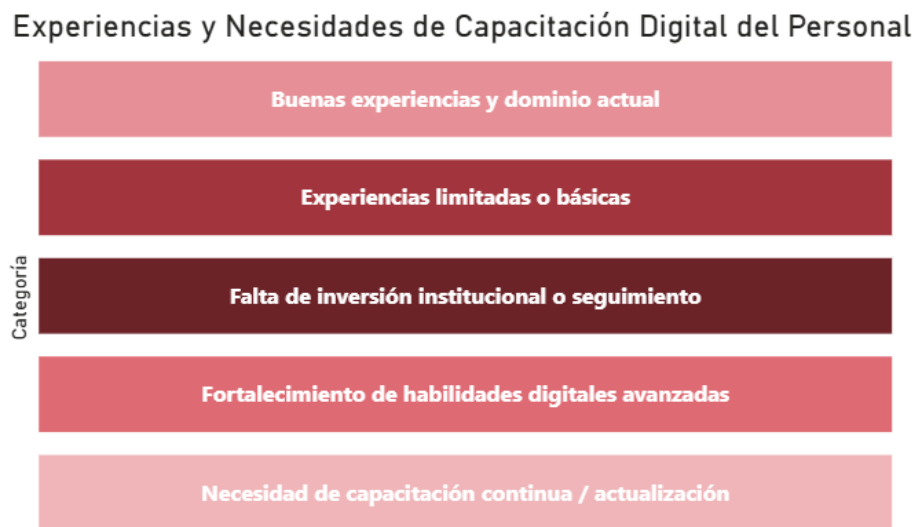 Experiencias y Necesidades de Capacitación Digital del Personal
Buenas experiencias y dominio actual
Experiencias limitadas o básicas
Categoría
Falta de inversión institucional o seguimiento
Fortalecimiento de habilidades digitales avanzadas
Necesidad de capacitación continua / actualización